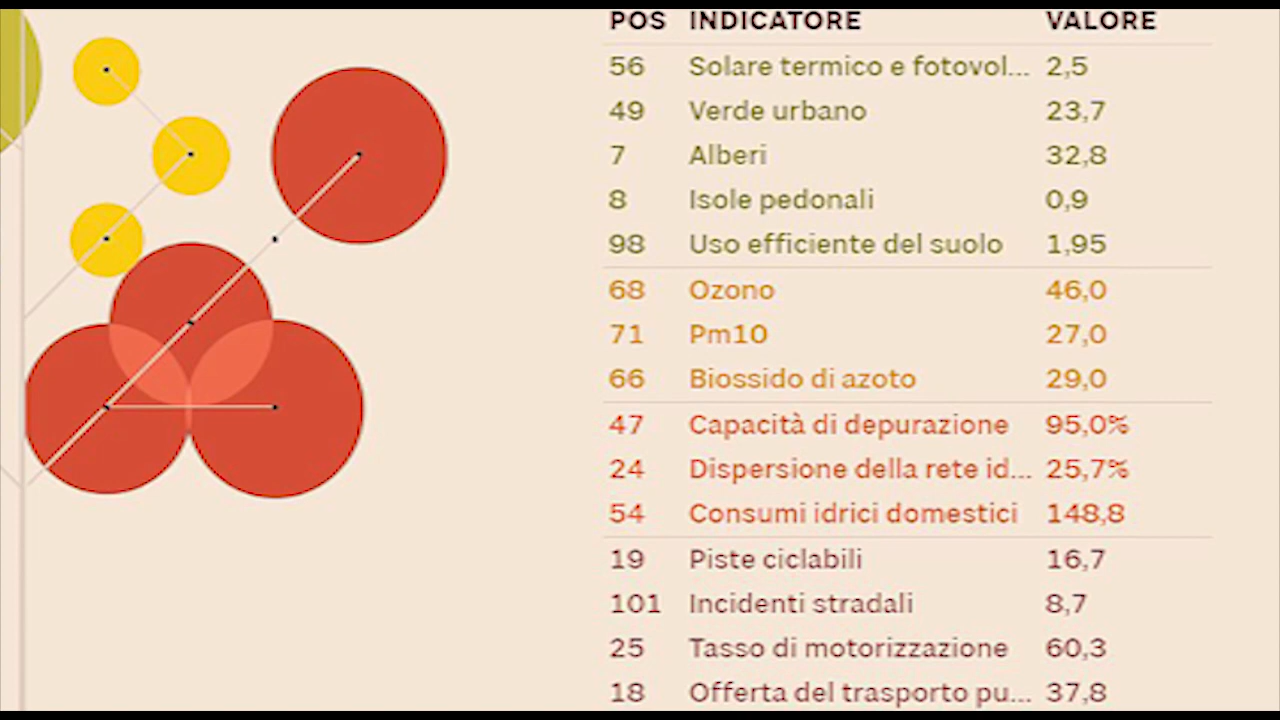 POS INDICATORE VALORE
56 Solare termico e fotovol... 2,5
49 Verde urbano 23,7
7 Alberi 32,8
8 Isole pedonali 0,9
98 Uso efficiente del suolo 1,95
68 Ozono 46,0
71 Pm10 27,0
66 Biossido di azoto 29,0
47 Capacità di depurazione 95,0%
24 Dispersione della rete id... 25,7%
54 Consumi idrici domestici 148,8
19 Piste ciclabili 16,7
101 Incidenti stradali 8,7
25 Tasso di motorizzazione 60,3
18 Offerta del trasporto pu... 37,8